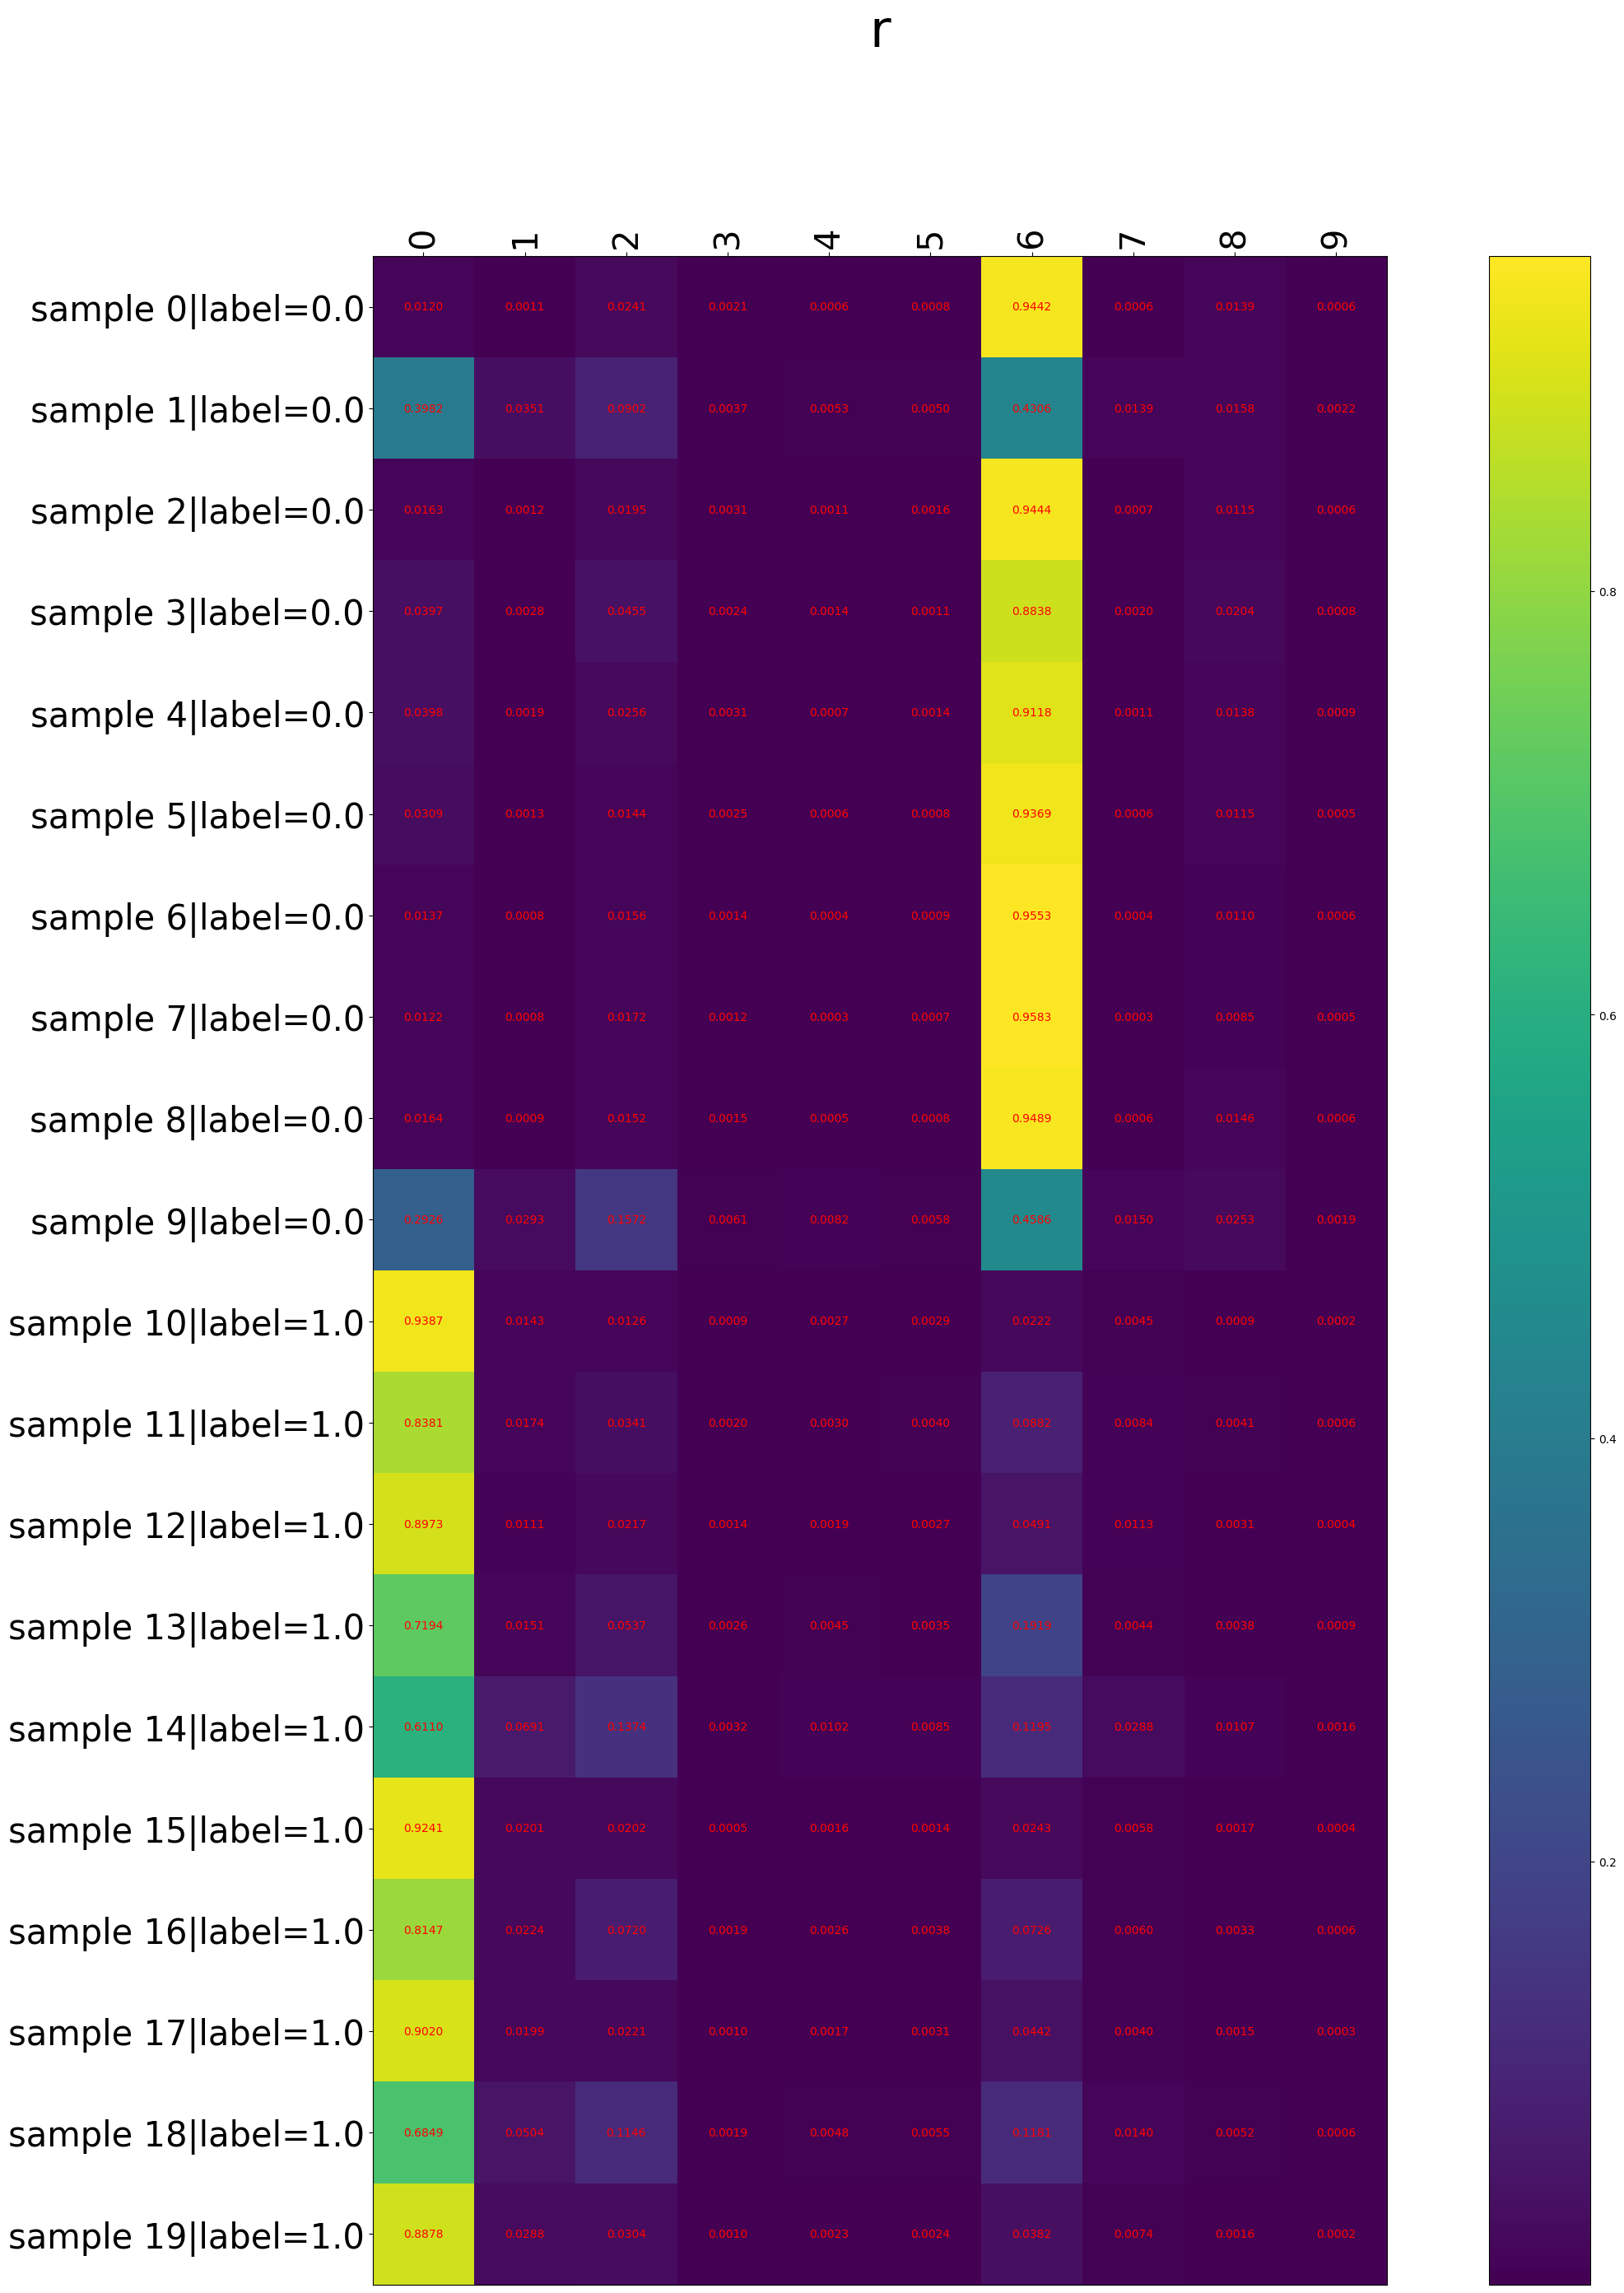 r
0 1 2 3 4 5 6 7 8 9
sample 0|label=0.0 0.0120 0.0011 0.0241 0.0021 0.0006 0.0008 0.9442 0.0006 0.0139 0.0006
sample 1|label=0.0 0.3982 0.0351 0.0902 0.0037 0.0053 0.0050 0.4306 0.0139 0.0158 0.0022
sample 2|label=0.0 0.0163 0.0012 0.0195 0.0031 0.0011 0.0016 0.9444 0.0007 0.0115 0.0006
sample 3|label=0.0 0.0397 0.0028 0.0455 0.0024 0.0014 0.0011 0.8838 0.0020 0.0204 0.0008
0.8
sample 4|label=0.0 0.0398 0.0019 0.0256 0.0031 0.0007 0.0014 0.9118 0.0011 0.0138 0.0009
sample 5|label=0.0 0.0309 0.0013 0.0144 0.0025 0.0006 0.0008 0.9369 0.0006 0.0115 0.0005
sample 6|label=0.0 0.0137 0.0008 0.0156 0.0014 0.0004 0.0009 0.9553 0.0004 0.0110 0.0006
sample 7|label=0.0 0.0122 0.0008 0.0172 0.0012 0.0003 0.0007 0.9583 0.0003 0.0085 0.0005
0.6
sample 8|label=0.0 0.0164 0.0009 0.0152 0.0015 0.0005 0.0008 0.9489 0.0006 0.0146 0.0006
sample 9|label=0.0 0.0293 0.0061 0.0082 0.0058 0.4586 0.0150 0.0253 0.0019
sample 10|label=1.0 0.9387 0.0143 0.0126 0.0009 0.0027 0.0029 0.0222 0.0045 0.0009 0.0002
sample 11|label=1.0 0.8381 0.0174 0.0341 0.0020 0.0030 0.0040 0.0882 0.0084 0.0041 0.0006
0.4
sample 12|label=1.0 0.8973 0.0111 0.0217 0.0014 0.0019 0.0027 0.0491 0.0113 0.0031 0.0004
sample 13|label=1.0 0.7194 0.0151 0.0537 0.0026 0.0045 0.0035 0.0044 0.0038 0.0009
sample 14|label=1.0 0.6110 0.0691 0.1374 0.0032 0.0102 0.0085 0.1195 0.0288 0.0107 0.0016
sample 15|label=1.0 0.9241 0.0201 0.0202 0.0005 0.0016 0.0014 0.0243 0.0058 0.0017 0.0004
0.2
sample 16|label=1.0 0.8147 0.0224 0.0720 0.0019 0.0026 0.0038 0.0726 0.0060 0.0033 0.0006
sample 17|label=1.0 0.9020 0.0199 0.0221 0.0010 0.0017 0.0031 0.0442 0.0040 0.0015 0.0003
sample 18|label=1.0 0.6849 0.0504 0.1146 0.0019 0.0048 0.0055 0.1181 0.0140 0.0052 0.0006
sample 19|label=1.0 0.8878 0.0288 0.0304 0.0010 0.0023 0.0024 0.0382 0.0074 0.0016 0.0002